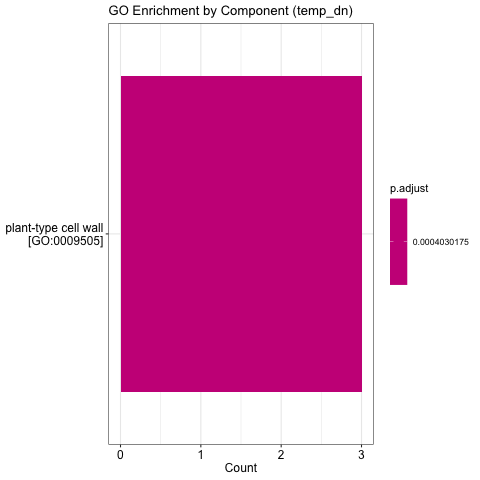 GO Enrichment by Component (temp_dn)
plant-type cell wall
[GO:0009505]
p.adjust
0.0004030175
0 1 2 3
Count